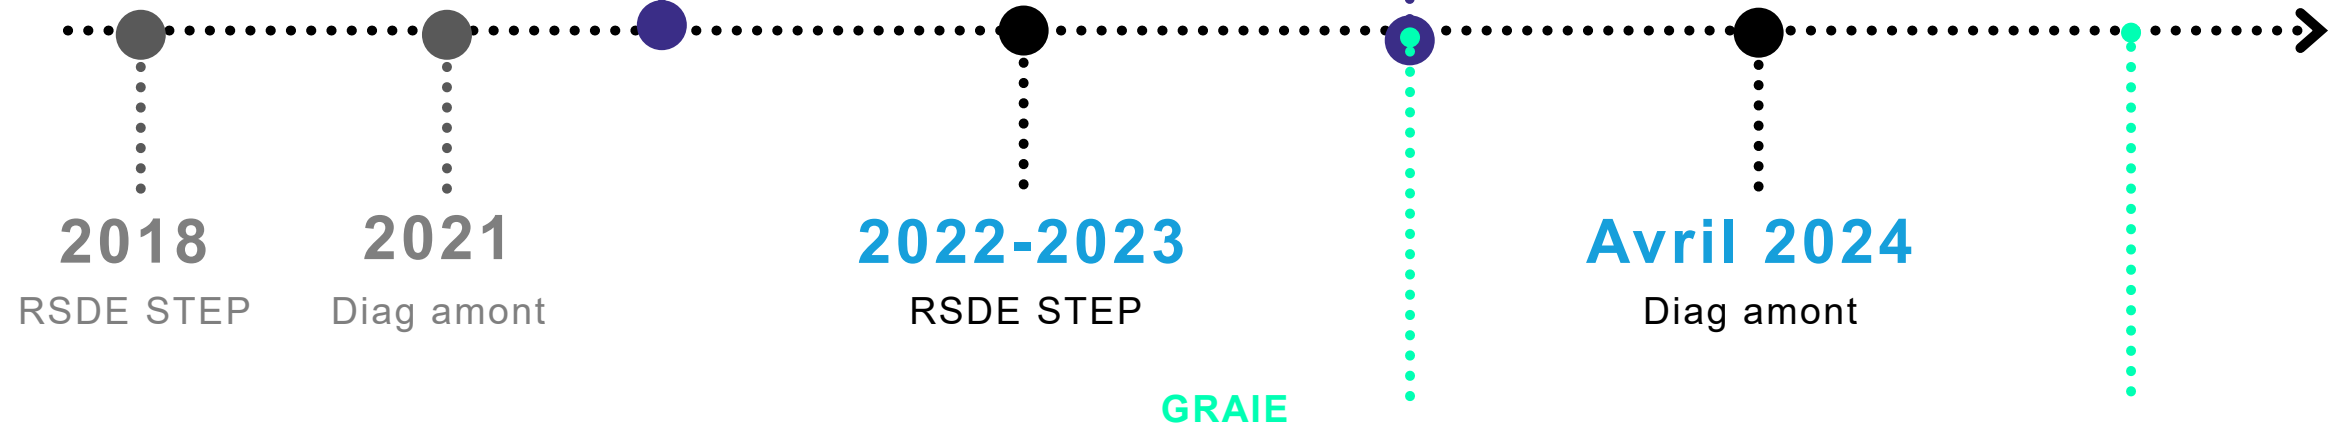 2018
RSDE STEP
2021
Diag amont
2022-2023
RSDE STEP
Avril 2024
Diag amont
GRAIE